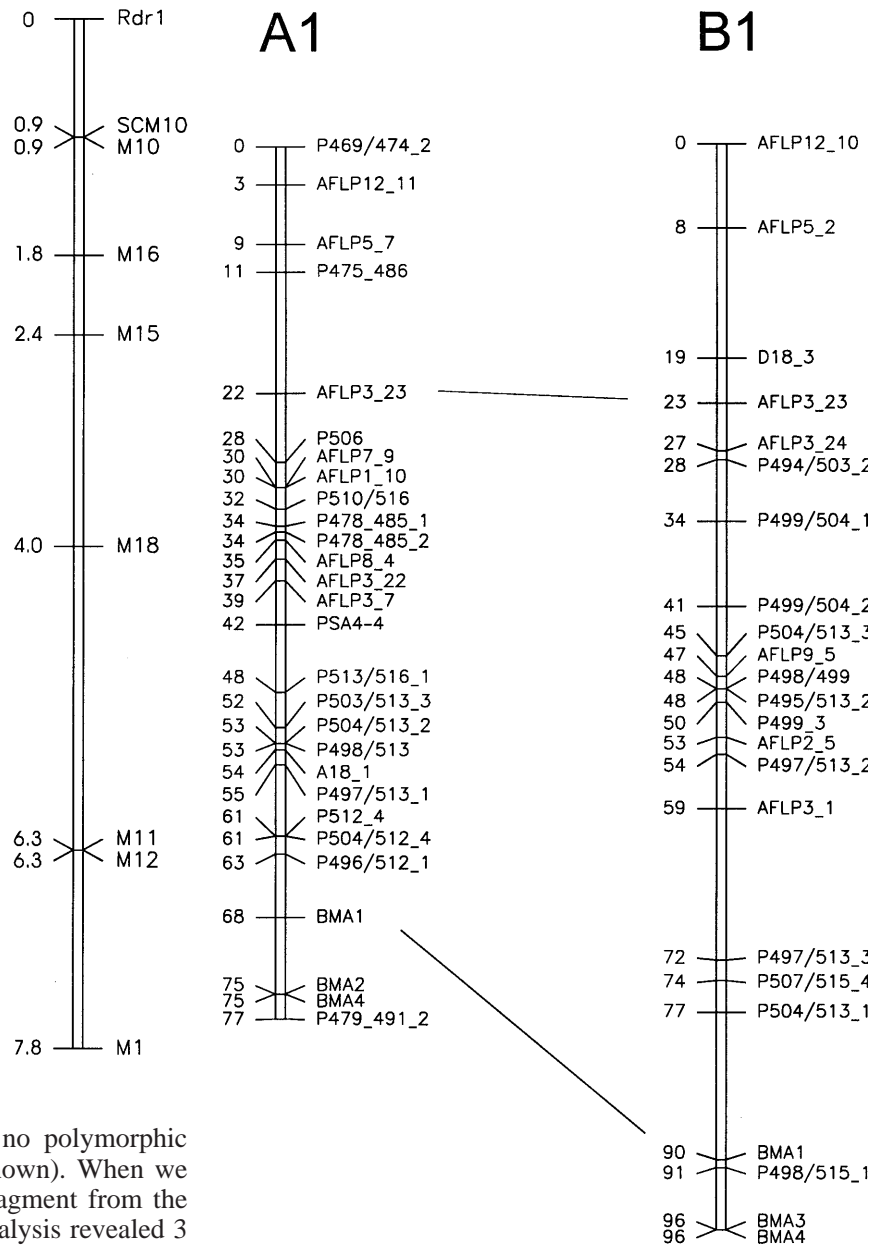 0 Rdr1
0.9 SCM10
0.9 M10
1.8 M16
2.4 M15
4.0 M18
6.3 M11
6.3 M12
7.8 M1
A1
0 P469/474_2
3 AFLP12_11
9 AFLP5_7
11 P475_486
22 AFLP3_23
28 P506
30 AFLP7_9
30 AFLP1_10
32 P510/516
34 P478_485_1
34 P478_485_2
35 AFLP8_4
37 AFLP3_22
39 AFLP3_7
42 PSA4-4
48 P513/516_1
52 P503/513_3
53 P504/513_2
53 P498/513
54 A18_1
55 P497/513_1
61 P512_4
61 P504/512_4
63 P496/512_1
68 BMA1
75 BMA2
75 BMA4
77 P479_491_2
B1
0 AFLP12_10
8 AFLP5_2
19 D18_3
23 AFLP3_23
27 AFLP3_24
28 P494/503_2
34 P499/504_1
41 P499/504_2
45 P504/513_3
47 AFLP9_5
48 P498/499
48 P495/513_2
50 P499_3
53 AFLP2_5
54 P497/513_2
59 AFLP3_1
72 P497/513_3
74 P507/515_4
77 P504/513_1
90 BMA1
91 P498/515_1
96 BMA3
96 BMA4
no polymorphic
own). When we
agment from the
alysis revealed 3